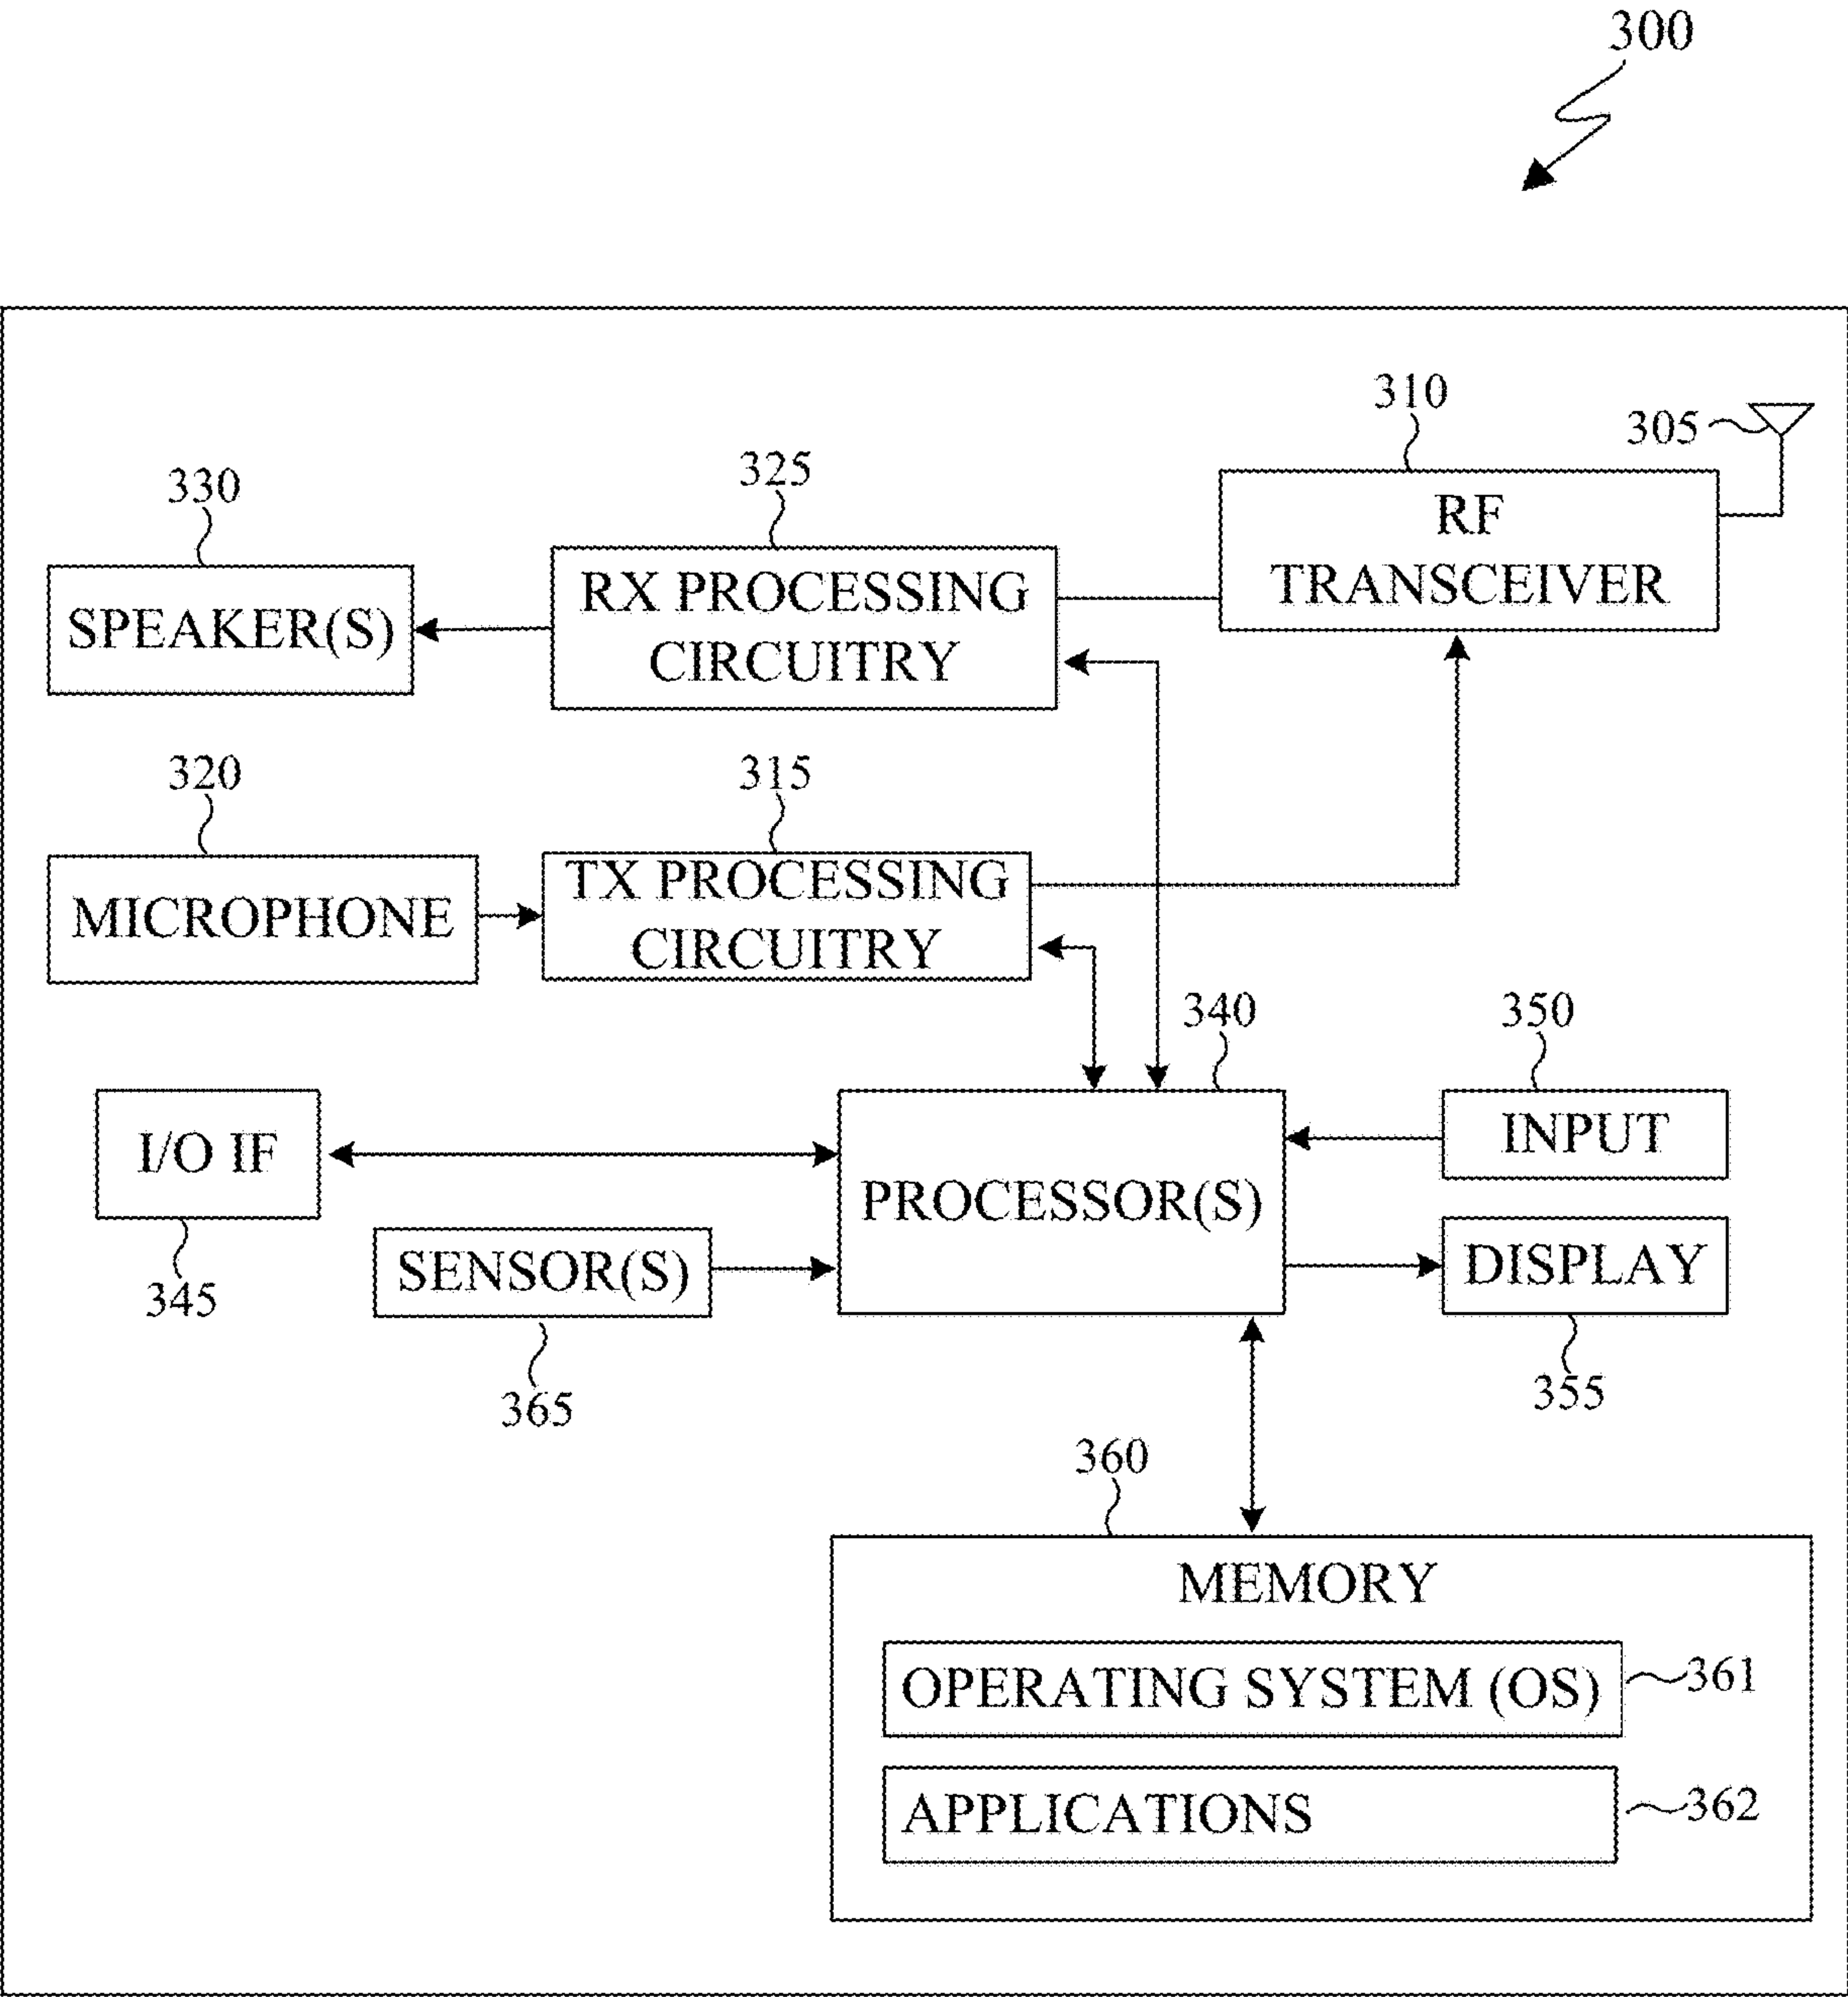 300
310
305
325
330
RF
TRANSCEIVER
RX PROCESSING
CIRCUITRY
SPEAKER(S)
320
315
TX PROCESSING
CIRCUITRY
MICROPHONE
340
350
I/O IF
INPUT
PROCESSOR(S)
SENSOR(S)
DISPLAY
345
365
355
360
MEMORY
OPERATING SYSTEM (OS)
361
APPLICATIONS
362